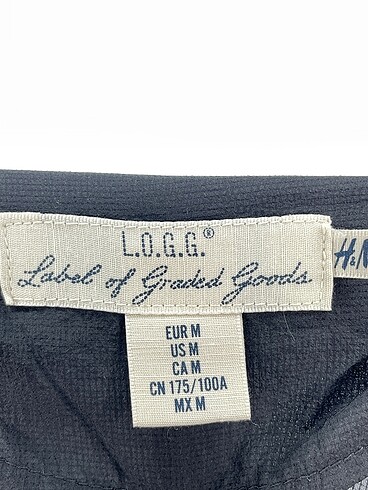 L.O.G.G.®
Label of Graded Goods
H&M
EUR M
US M
CA M
CN 175/100A
MX M